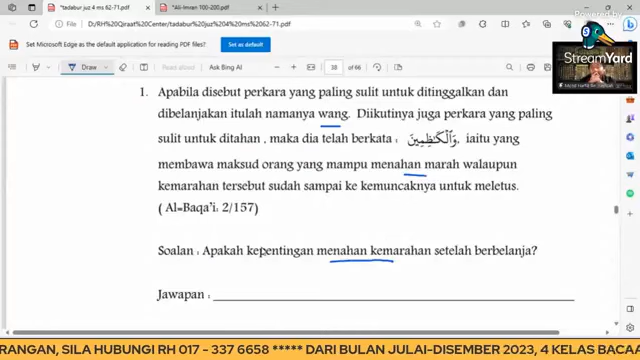 *tadabur juz 4 ms 62-71.pdf
Ali-Imren 100-200.pdf
Powered by
StreamYard
File D:/RH%20Qiraat%20Center/tadabur%20juz%204%20ms%20%62-71.pdf
Set Microsoft Edge as the default application for reading PDF files? Set as default
Draw Ask Bing AI 38 of 66
1. Apabila disebut perkara yang paling sulit untuk ditinggalkan dan
dibelanjakan itulah namanya wang. Diikutinya juga perkara yang paling
sulit untuk ditahan , maka dia telah berkata : وَٱلْكَٰظِمِينَ, iaitu yang
membawa maksud orang yang mampu menahan marah walaupun
kemarahan tersebut sudah sampai ke kemuncaknya untuk meletus.
( Al=Baqa'i: 2/157)
Soalan : Apakah kepentingan menahan kemarahan setelah berbelanja?
Jawapan :
RANGAN, SILA HUBUNGI RH 017 - 337 6658 ***** DARI BULAN JULAI-DISEMBER 2023, 4 KELAS BACAA